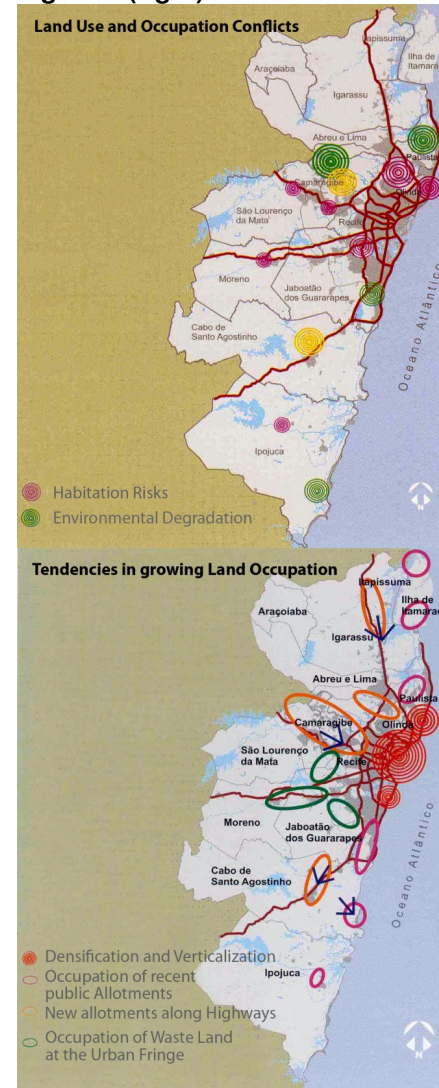 Land Use and Occupation Conflicts
Itapissuma
Ilha de
Itamara
Araçoiaba
Igarassu
Abreu e Lima
Paulista
Camaragibe
Olinda
São Lourenço
da Mata
Recife
Moreno
Jaboatão
dos Guararapes
Cabo de
Santo Agostinho
Oceano Atlântico
Ipojuca
Habitation Risks
Environmental Degradation
N
Tendencies in growing Land Occupation
Itapissuma
Araçoiaba
Ilha de
Itamarac
Igarassu
Abreu e Lima
Paulista
Camaragibe
Olinda
São Lourenço
da Mata
Recife
Moreno
Jaboatão
dos Guararapes
Cabo de
Santo Agostinho
Oceano Atlântico
Densification and Verticalization
Occupation of recent
public Allotments
Ipojuca
New allotments along Highways
Occupation of Waste Land
at the Urban Fringe
N